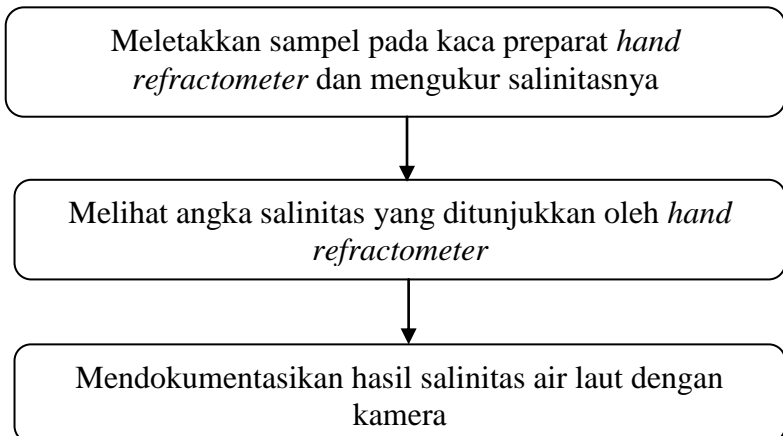 Meletakkan sampel pada kaca preparat hand
refractometer dan mengukur salinitasnya
Melihat angka salinitas yang ditunjukkan oleh hand
refractometer
Mendokumentasikan hasil salinitas air laut dengan
kamera